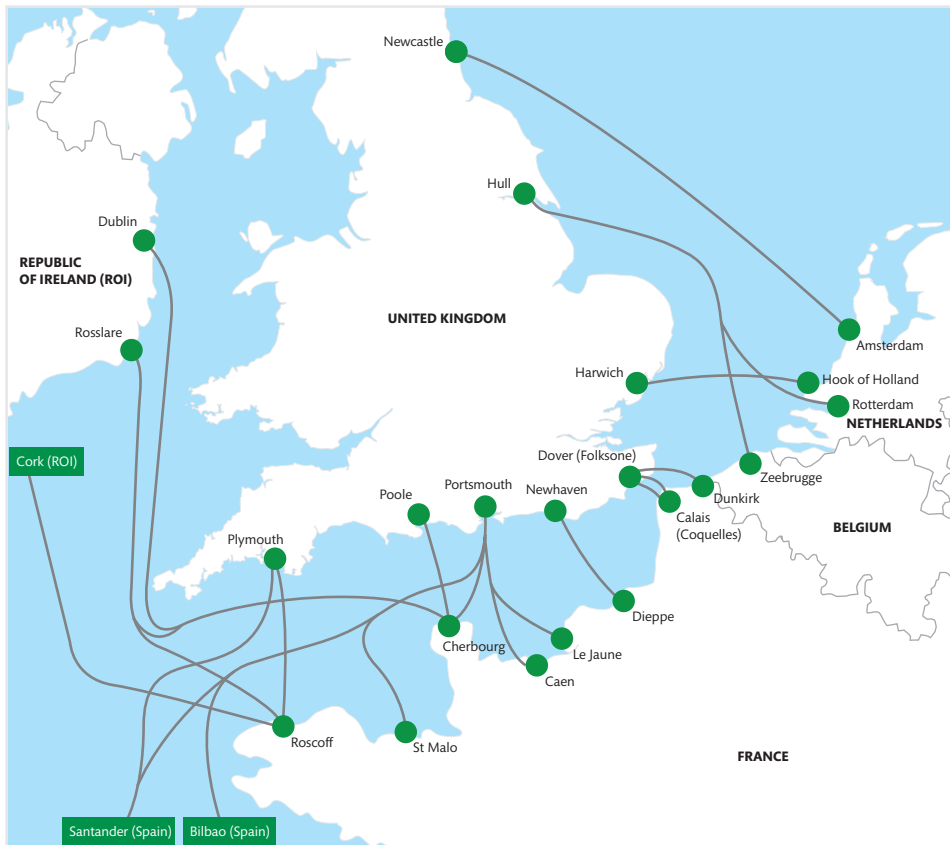 Newcastle
Hull
Dublin
REPUBLIC
OF IRELAND (ROI)
UNITED KINGDOM
Rosslare
Amsterdam
Harwich
Hook of Holland
Rotterdam
NETHERLANDS
Cork (ROI)
Dover (Folksone)
Zeebrugge
Portsmouth
Newhaven
Poole
Dunkirk
Calais
(Coquelles)
BELGIUM
Plymouth
Dieppe
Cherbourg
Le Jaune
Caen
Roscoff
St Malo
FRANCE
Santander (Spain)
Bilbao (Spain)